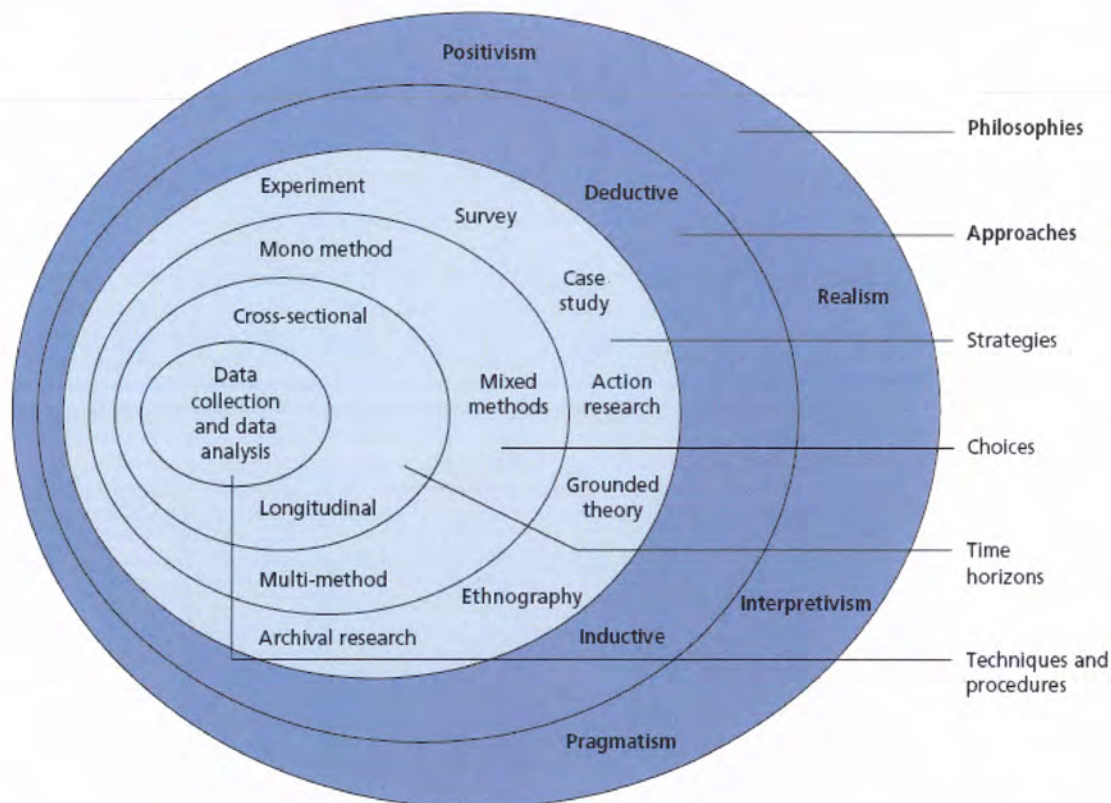 Positivism
Philosophies
Experiment
Deductive
Survey
Approaches
Mono method
Case
study
Realism
Cross-sectional
Strategies
Data
collection
and data
analysis
Mixed
methods
Action
research
Choices
Longitudinal
Grounded
theory
Time
horizons
Multi-method
Ethnography
Interpretivism
Archival research
Inductive
Techniques and
procedures
Pragmatism